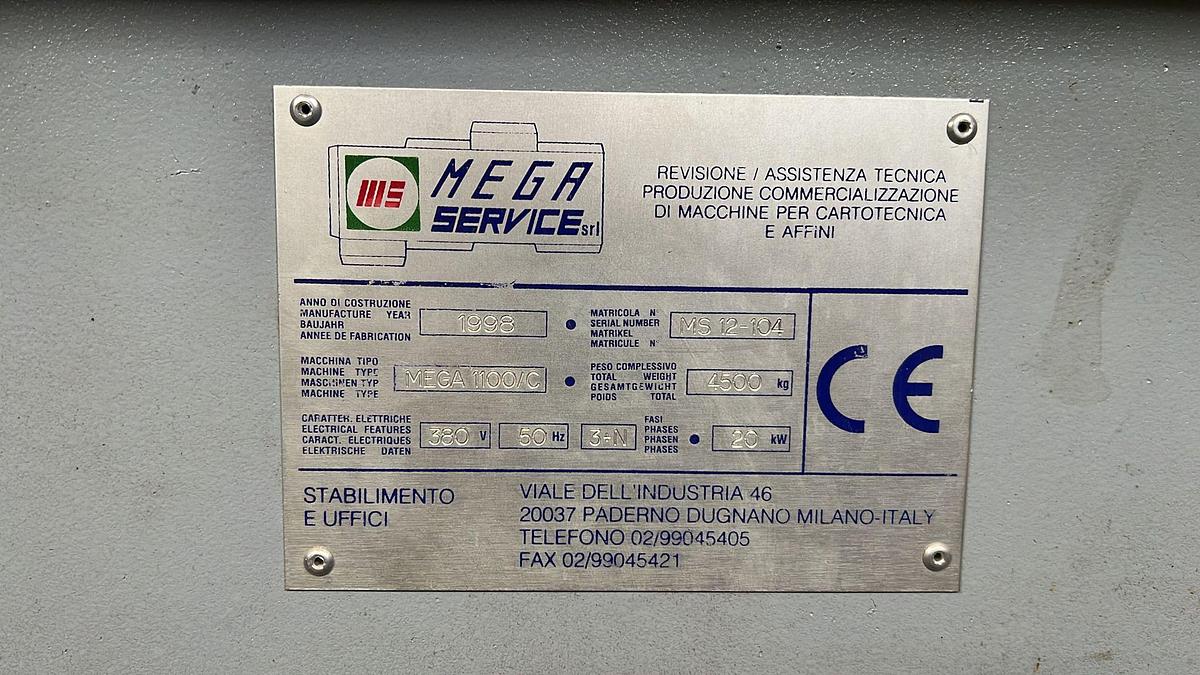 MS
MEGA
SERVICE srl
REVISIONE / ASSISTENZA TECNICA
PRODUZIONE COMMERCIALIZZAZIONE
DI MACCHINE PER CARTOTECNICA
E AFFINI
ANNO DI COSTRUZIONE
MANUFACTURE YEAR
BAUJAHR
ANNEE DE FABRICATION
1998
MATRICOLA N°
SERIAL NUMBER
MATRIKEL
MATRICULE N°
MS 12-104
MACCHINA TIPO
MACHINE TYPE
MASCHINEN TYP
MACHINE TYPE
MEGA 1100/C
PESO COMPLESSIVO
TOTAL WEIGHT
GESAMTGEWICHT
POIDS TOTAL
4500 kg
CARATTER. ELETTRICHE
ELECTRICAL FEATURES
CARACT. ELECTRIQUES
ELEKTRISCHE DATEN
380 V
50 Hz
3+N
FASI
PHASES
PHASEN
PHASES
20 kW
CE
STABILIMENTO
E UFFICI
VIALE DELL'INDUSTRIA 46
20037 PADERNO DUGNANO MILANO-ITALY
TELEFONO 02/99045405
FAX 02/99045421